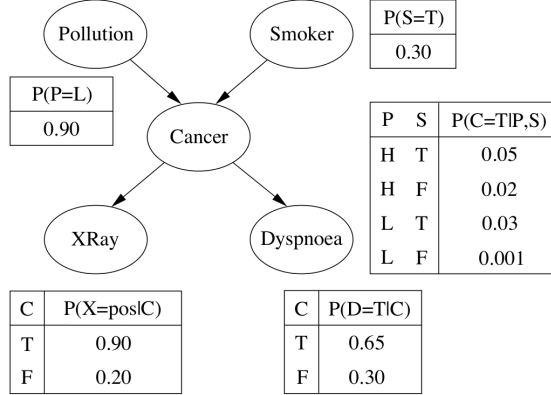 Pollution
Smoker
P(S=T)
0.30
P(P=L)
0.90
Cancer
P S P(C=T|P,S)
H T 0.05
H F 0.02
L T 0.03
L F 0.001
XRay
Dyspnoea
C P(X=pos|C)
T 0.90
F 0.20
C P(D=T|C)
T 0.65
F 0.30